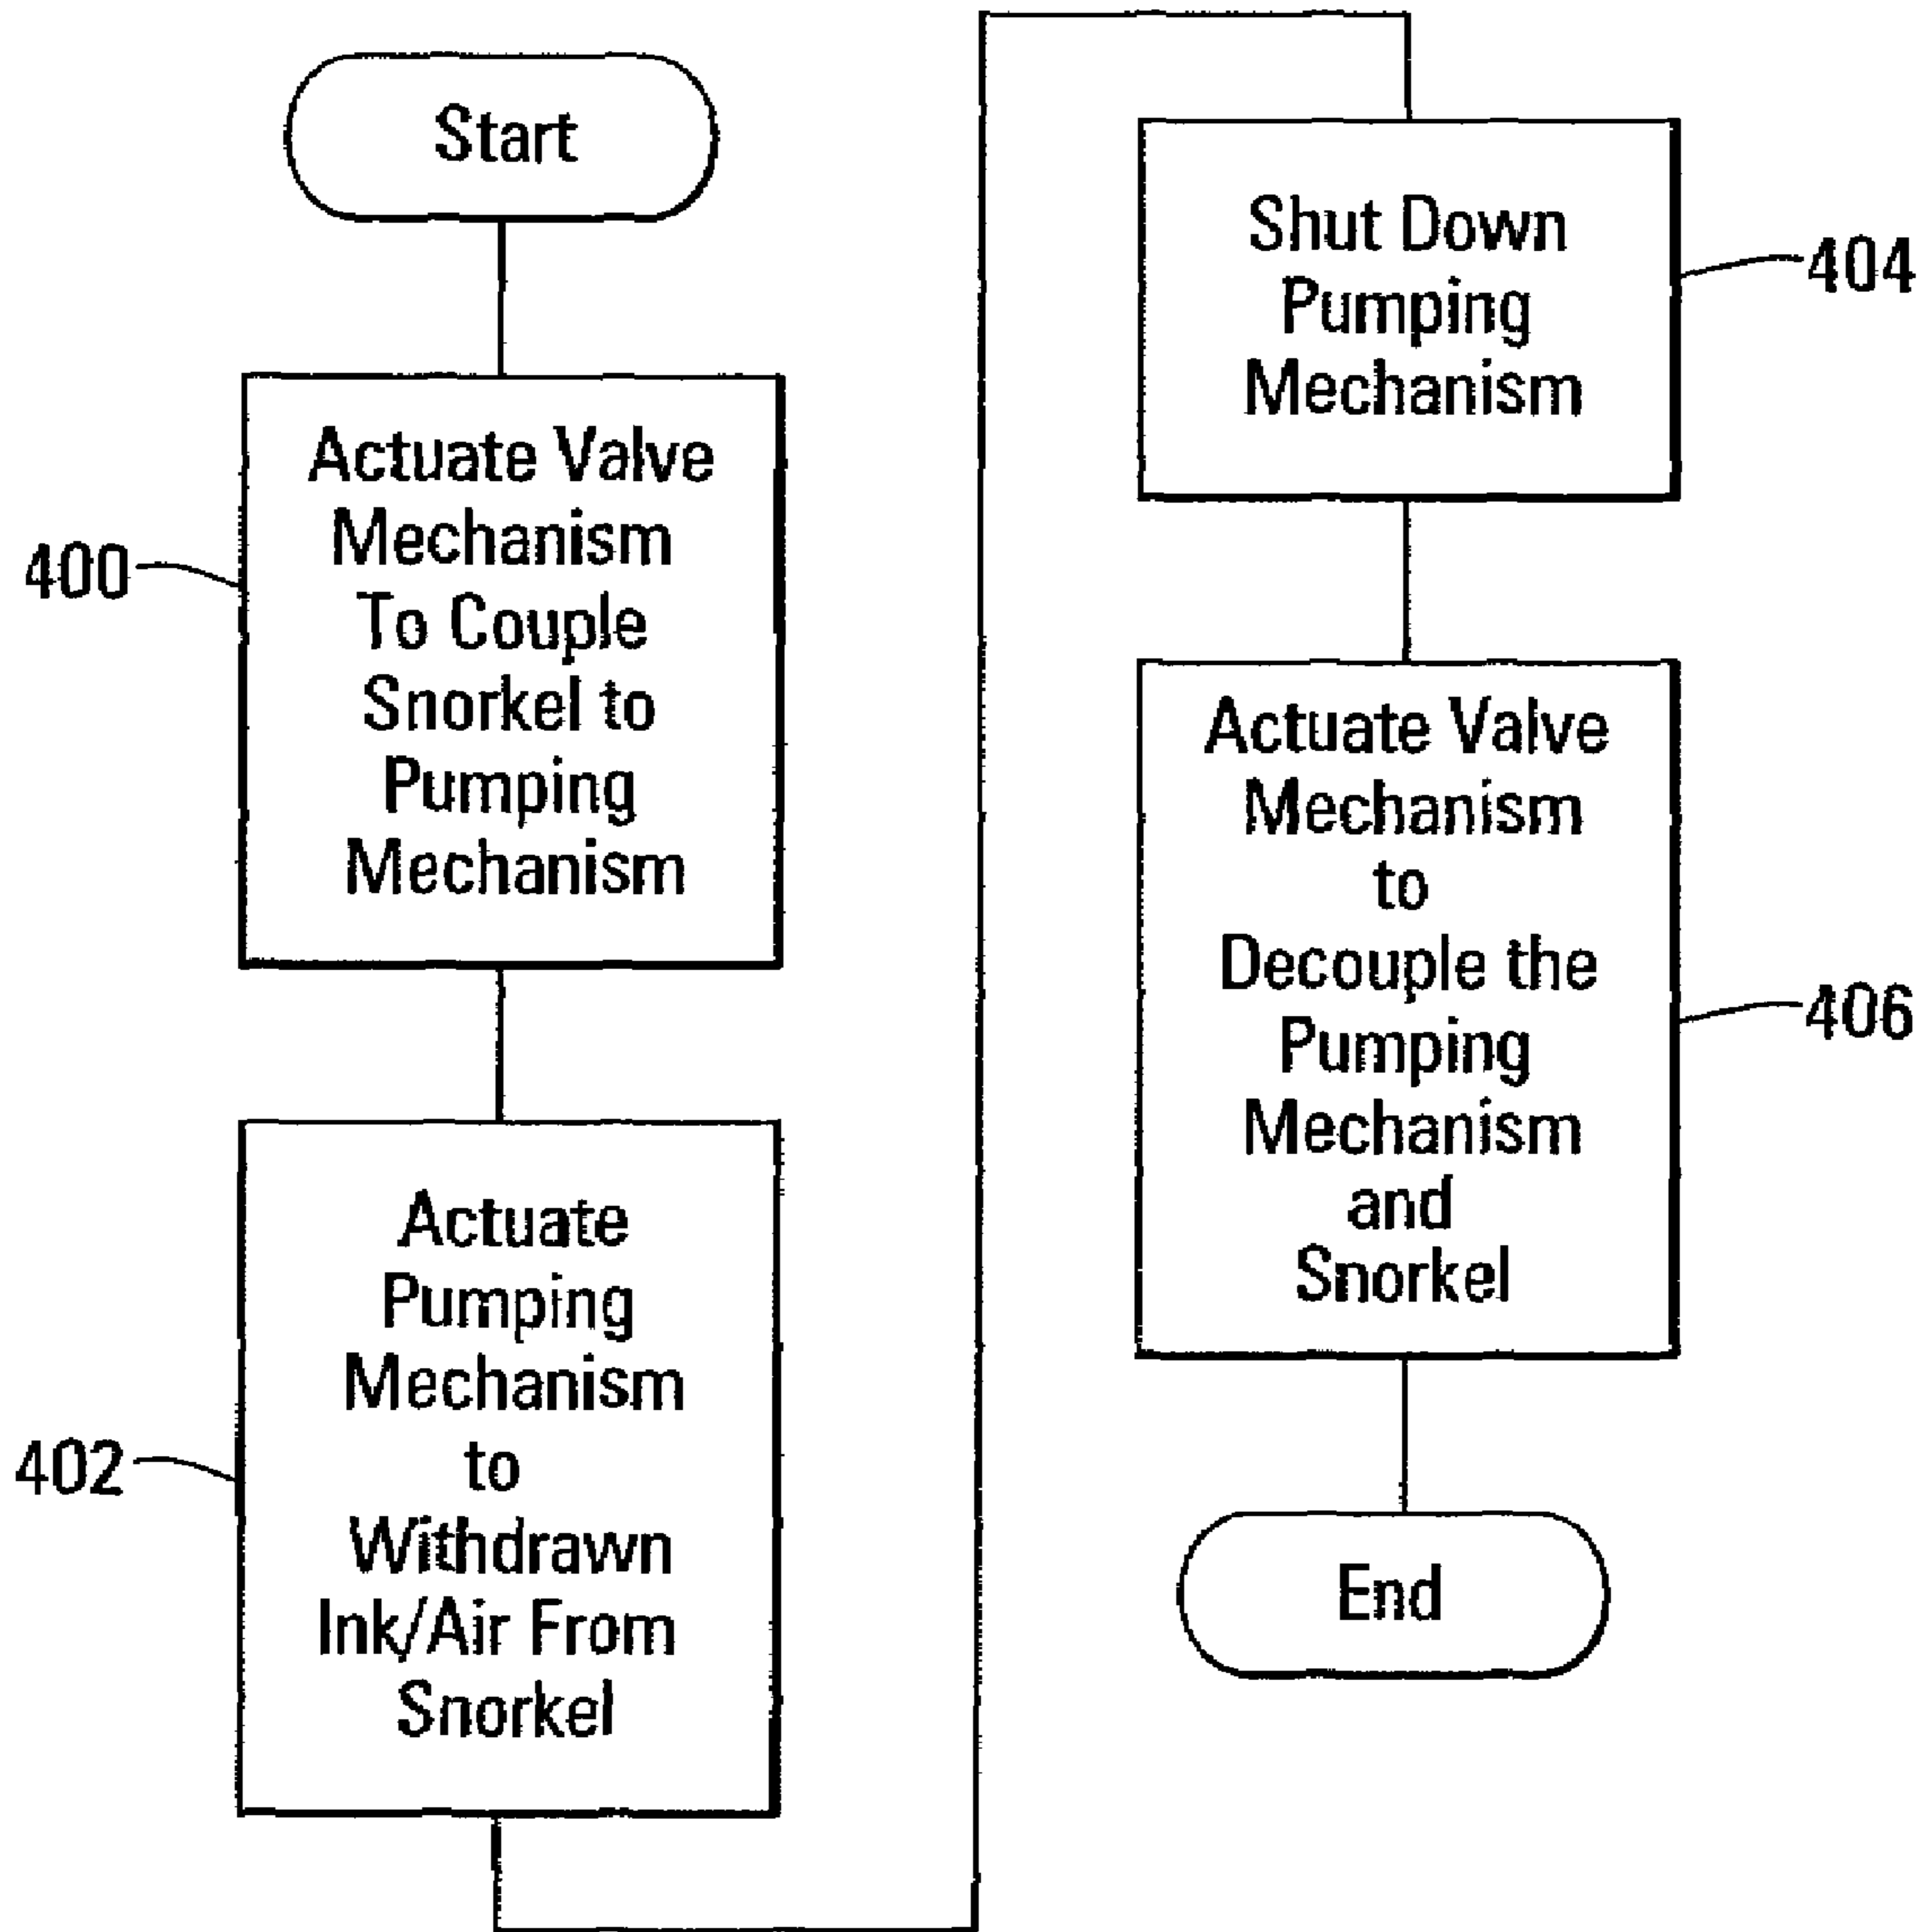 Start
400
Actuate Valve
Mechanism
To Couple
Snorkel to
Pumping
Mechanism
402
Actuate
Pumping
Mechanism
to
Withdrawn
Ink/Air From
Snorkel
Shut Down
Pumping
Mechanism
404
Actuate Valve
Mechanism
to
Decouple the
Pumping
Mechanism
and
Snorkel
406
End